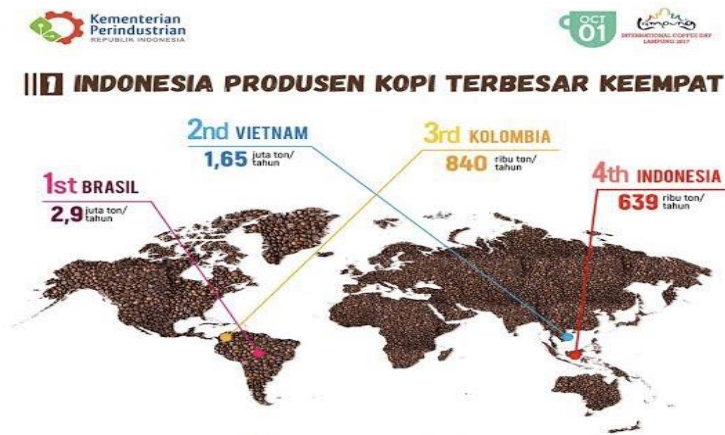 Kementerian
Perindustrian
REPUBLIK INDONESIA
OCT
01
Lampung
INTERNATIONAL COFFEE DAY
LAMPUNG 2017
INDONESIA PRODUSEN KOPI TERBESAR KEEMPAT
2nd VIETNAM
1,65 juta ton/
tahun
3rd KOLOMBIA
840 ribu ton/
tahun
1st BRASIL
2,9 juta ton/
tahun
4th INDONESIA
639 ribu ton/
tahun